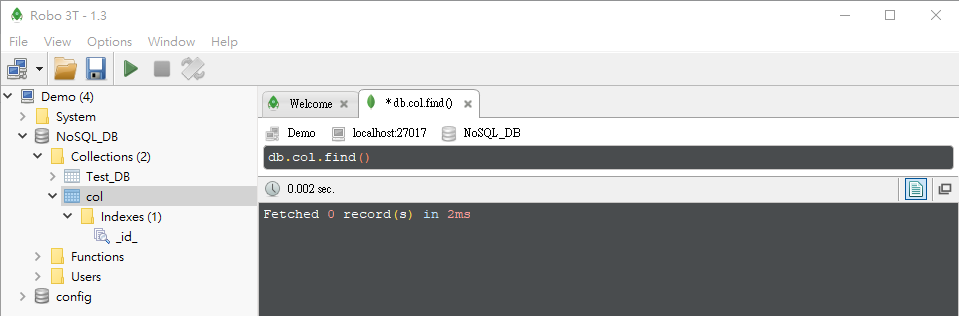 Robo 3T - 1.3
File View Options Window Help
Demo (4)
System
NoSQL_DB
Collections (2)
Test_DB
col
Indexes (1)
_id_
Functions
Users
config
Welcome
* db.col.find()
Demo localhost:27017 NoSQL_DB
db.col.find()
0.002 sec.
Fetched 0 record(s) in 2ms